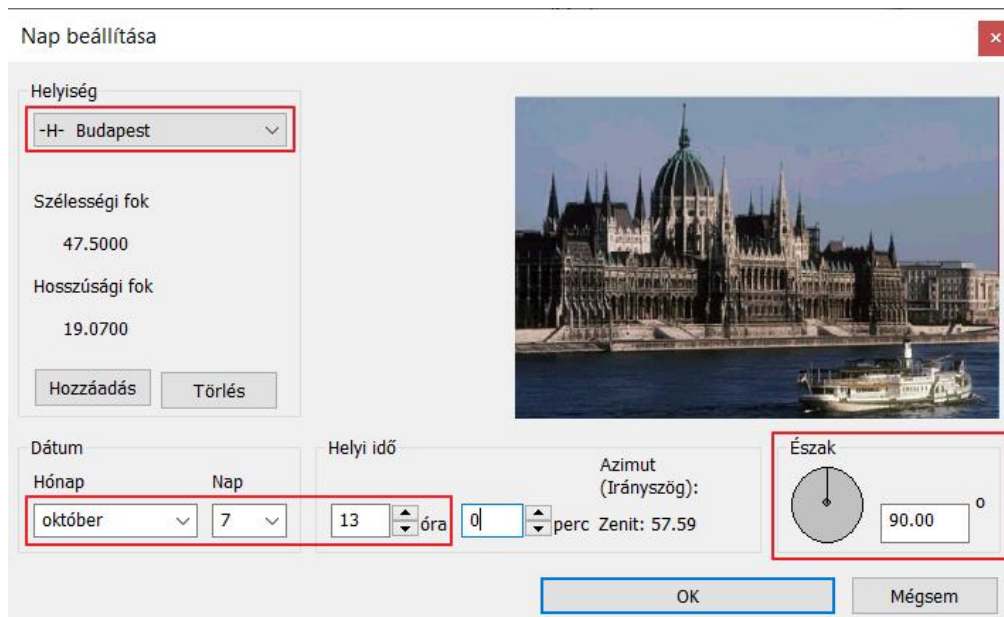 Nap beállítása
Helyiség
-H- Budapest
Szélességi fok
47.5000
Hosszúsági fok
19.0700
Hozzáadás
Törlés
Dátum
Hónap
Nap
október
7
Helyi idő
13
óra
0
perc
Azimut
(Irányszög):
Zenit: 57.59
Észak
90.00
o
OK
Mégsem